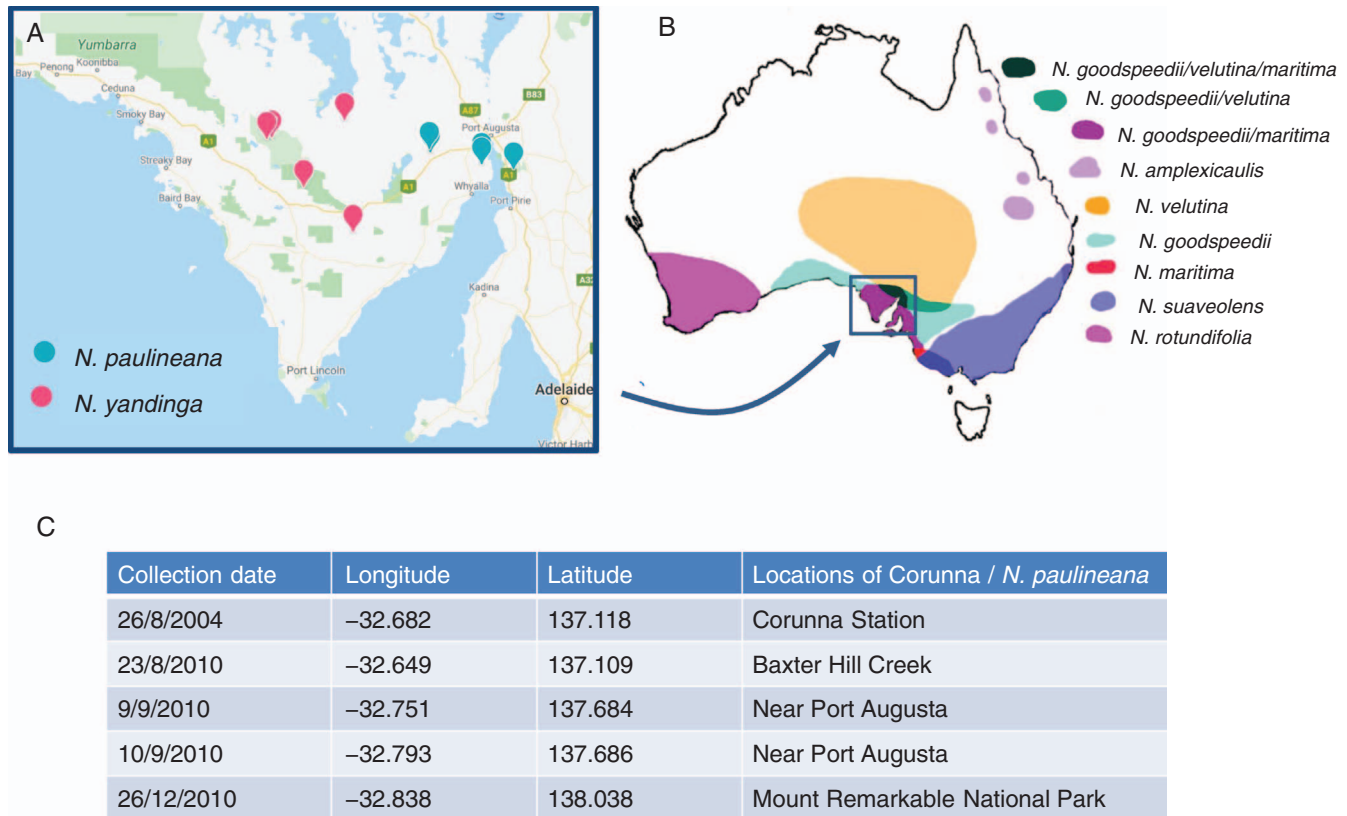 A
Yumbarra
Penong
Koonibba
Bay
Ceduna
Smoky Bay
A1
Streaky Bay
Baird Bay
A87
B83
Port Augusta
A1
A1
Whyalla
Port Pirie
Kadina
A32
Port Lincoln
Adelaide
Victor Harb
N. paulineana
N. yandinga
B
N. goodspeedii/velutina/maritima
N. goodspeedii/velutina
N. goodspeedii/maritima
N. amplexicaulis
N. velutina
N. goodspeedii
N. maritima
N. suaveolens
N. rotundifolia
C
Collection date Longitude Latitude Locations of Corunna / N. paulineana
26/8/2004 −32.682 137.118 Corunna Station
23/8/2010 −32.649 137.109 Baxter Hill Creek
9/9/2010 −32.751 137.684 Near Port Augusta
10/9/2010 −32.793 137.686 Near Port Augusta
26/12/2010 −32.838 138.038 Mount Remarkable National Park